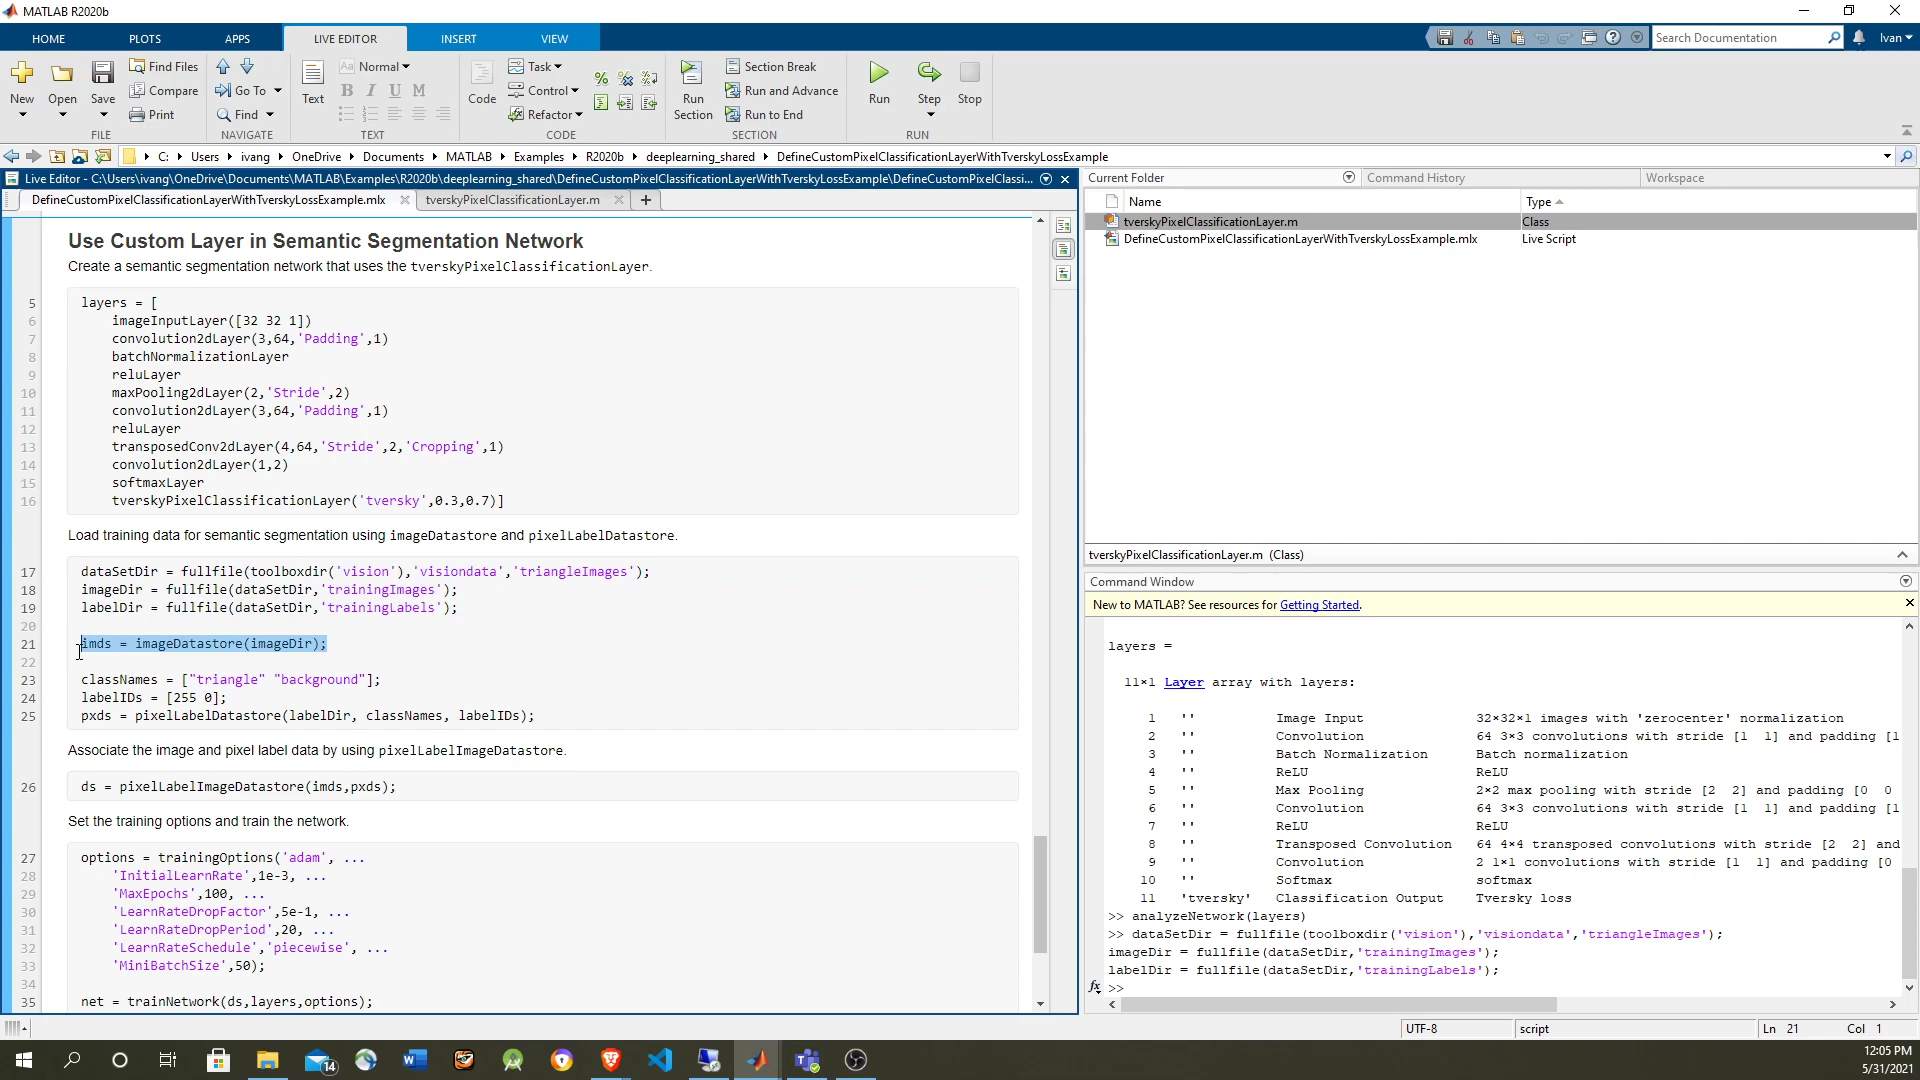 MATLAB R2020b
HOME PLOTS APPS LIVE EDITOR INSERT VIEW
Search Documentation
Ivan
New Open Save
Find Files
Compare
Print
FILE
Go To
Find
NAVIGATE
Text
Normal
B I U M
TEXT
Code
Task
Control
Refactor
CODE
Run Section
Section Break
Run and Advance
Run to End
SECTION
Run Step Stop
RUN
C: Users ivang OneDrive Documents MATLAB Examples R2020b deeplearning_shared DefineCustomPixelClassificationLayerWithTverskyLossExample
Live Editor - C:\Users\ivang\OneDrive\Documents\MATLAB\Examples\R2020b\deeplearning_shared\DefineCustomPixelClassificationLayerWithTverskyLossExample\DefineCustomPixelClassi...
DefineCustomPixelClassificationLayerWithTverskyLossExample.mlx
tverskyPixelClassificationLayer.m
Use Custom Layer in Semantic Segmentation Network
Create a semantic segmentation network that uses the tverskyPixelClassificationLayer.
5 layers = [
6 imageInputLayer([32 32 1])
7 convolution2dLayer(3,64,'Padding',1)
8 batchNormalizationLayer
9 reluLayer
10 maxPooling2dLayer(2,'Stride',2)
11 convolution2dLayer(3,64,'Padding',1)
12 reluLayer
13 transposedConv2dLayer(4,64,'Stride',2,'Cropping',1)
14 convolution2dLayer(1,2)
15 softmaxLayer
16 tverskyPixelClassificationLayer('tversky',0.3,0.7)]
Load training data for semantic segmentation using imageDatastore and pixelLabelDatastore.
17 dataSetDir = fullfile(toolboxdir('vision'),'visiondata','triangleImages');
18 imageDir = fullfile(dataSetDir,'trainingImages');
19 labelDir = fullfile(dataSetDir,'trainingLabels');
20
21 imds = imageDatastore(imageDir);
22
23 classNames = ["triangle" "background"];
24 labelIDs = [255 0];
25 pxds = pixelLabelDatastore(labelDir, classNames, labelIDs);
Associate the image and pixel label data by using pixelLabelImageDatastore.
26 ds = pixelLabelImageDatastore(imds,pxds);
Set the training options and train the network.
27 options = trainingOptions('adam', ...
28 'InitialLearnRate',1e-3, ...
29 'MaxEpochs',100, ...
30 'LearnRateDropFactor',5e-1, ...
31 'LearnRateDropPeriod',20, ...
32 'LearnRateSchedule','piecewise', ...
33 'MiniBatchSize',50);
34
35 net = trainNetwork(ds,layers,options);
Current Folder
Command History
Workspace
Name Type
tverskyPixelClassificationLayer.m Class
DefineCustomPixelClassificationLayerWithTverskyLossExample.mlx Live Script
tverskyPixelClassificationLayer.m (Class)
Command Window
New to MATLAB? See resources for Getting Started.
layers =
11×1 Layer array with layers:
1 '' Image Input 32×32×1 images with 'zerocenter' normalization
2 '' Convolution 64 3×3 convolutions with stride [1 1] and padding [1
3 '' Batch Normalization Batch normalization
4 '' ReLU ReLU
5 '' Max Pooling 2×2 max pooling with stride [2 2] and padding [0 0
6 '' Convolution 64 3×3 convolutions with stride [1 1] and padding [1
7 '' ReLU ReLU
8 '' Transposed Convolution 64 4×4 transposed convolutions with stride [2 2] and
9 '' Convolution 2 1×1 convolutions with stride [1 1] and padding [0
10 '' Softmax softmax
11 'tversky' Classification Output Tversky loss
>> analyzeNetwork(layers)
>> dataSetDir = fullfile(toolboxdir('vision'),'visiondata','triangleImages');
imageDir = fullfile(dataSetDir,'trainingImages');
labelDir = fullfile(dataSetDir,'trainingLabels');
fx >>
UTF-8 script Ln 21 Col 1
14
12:05 PM
5/31/2021